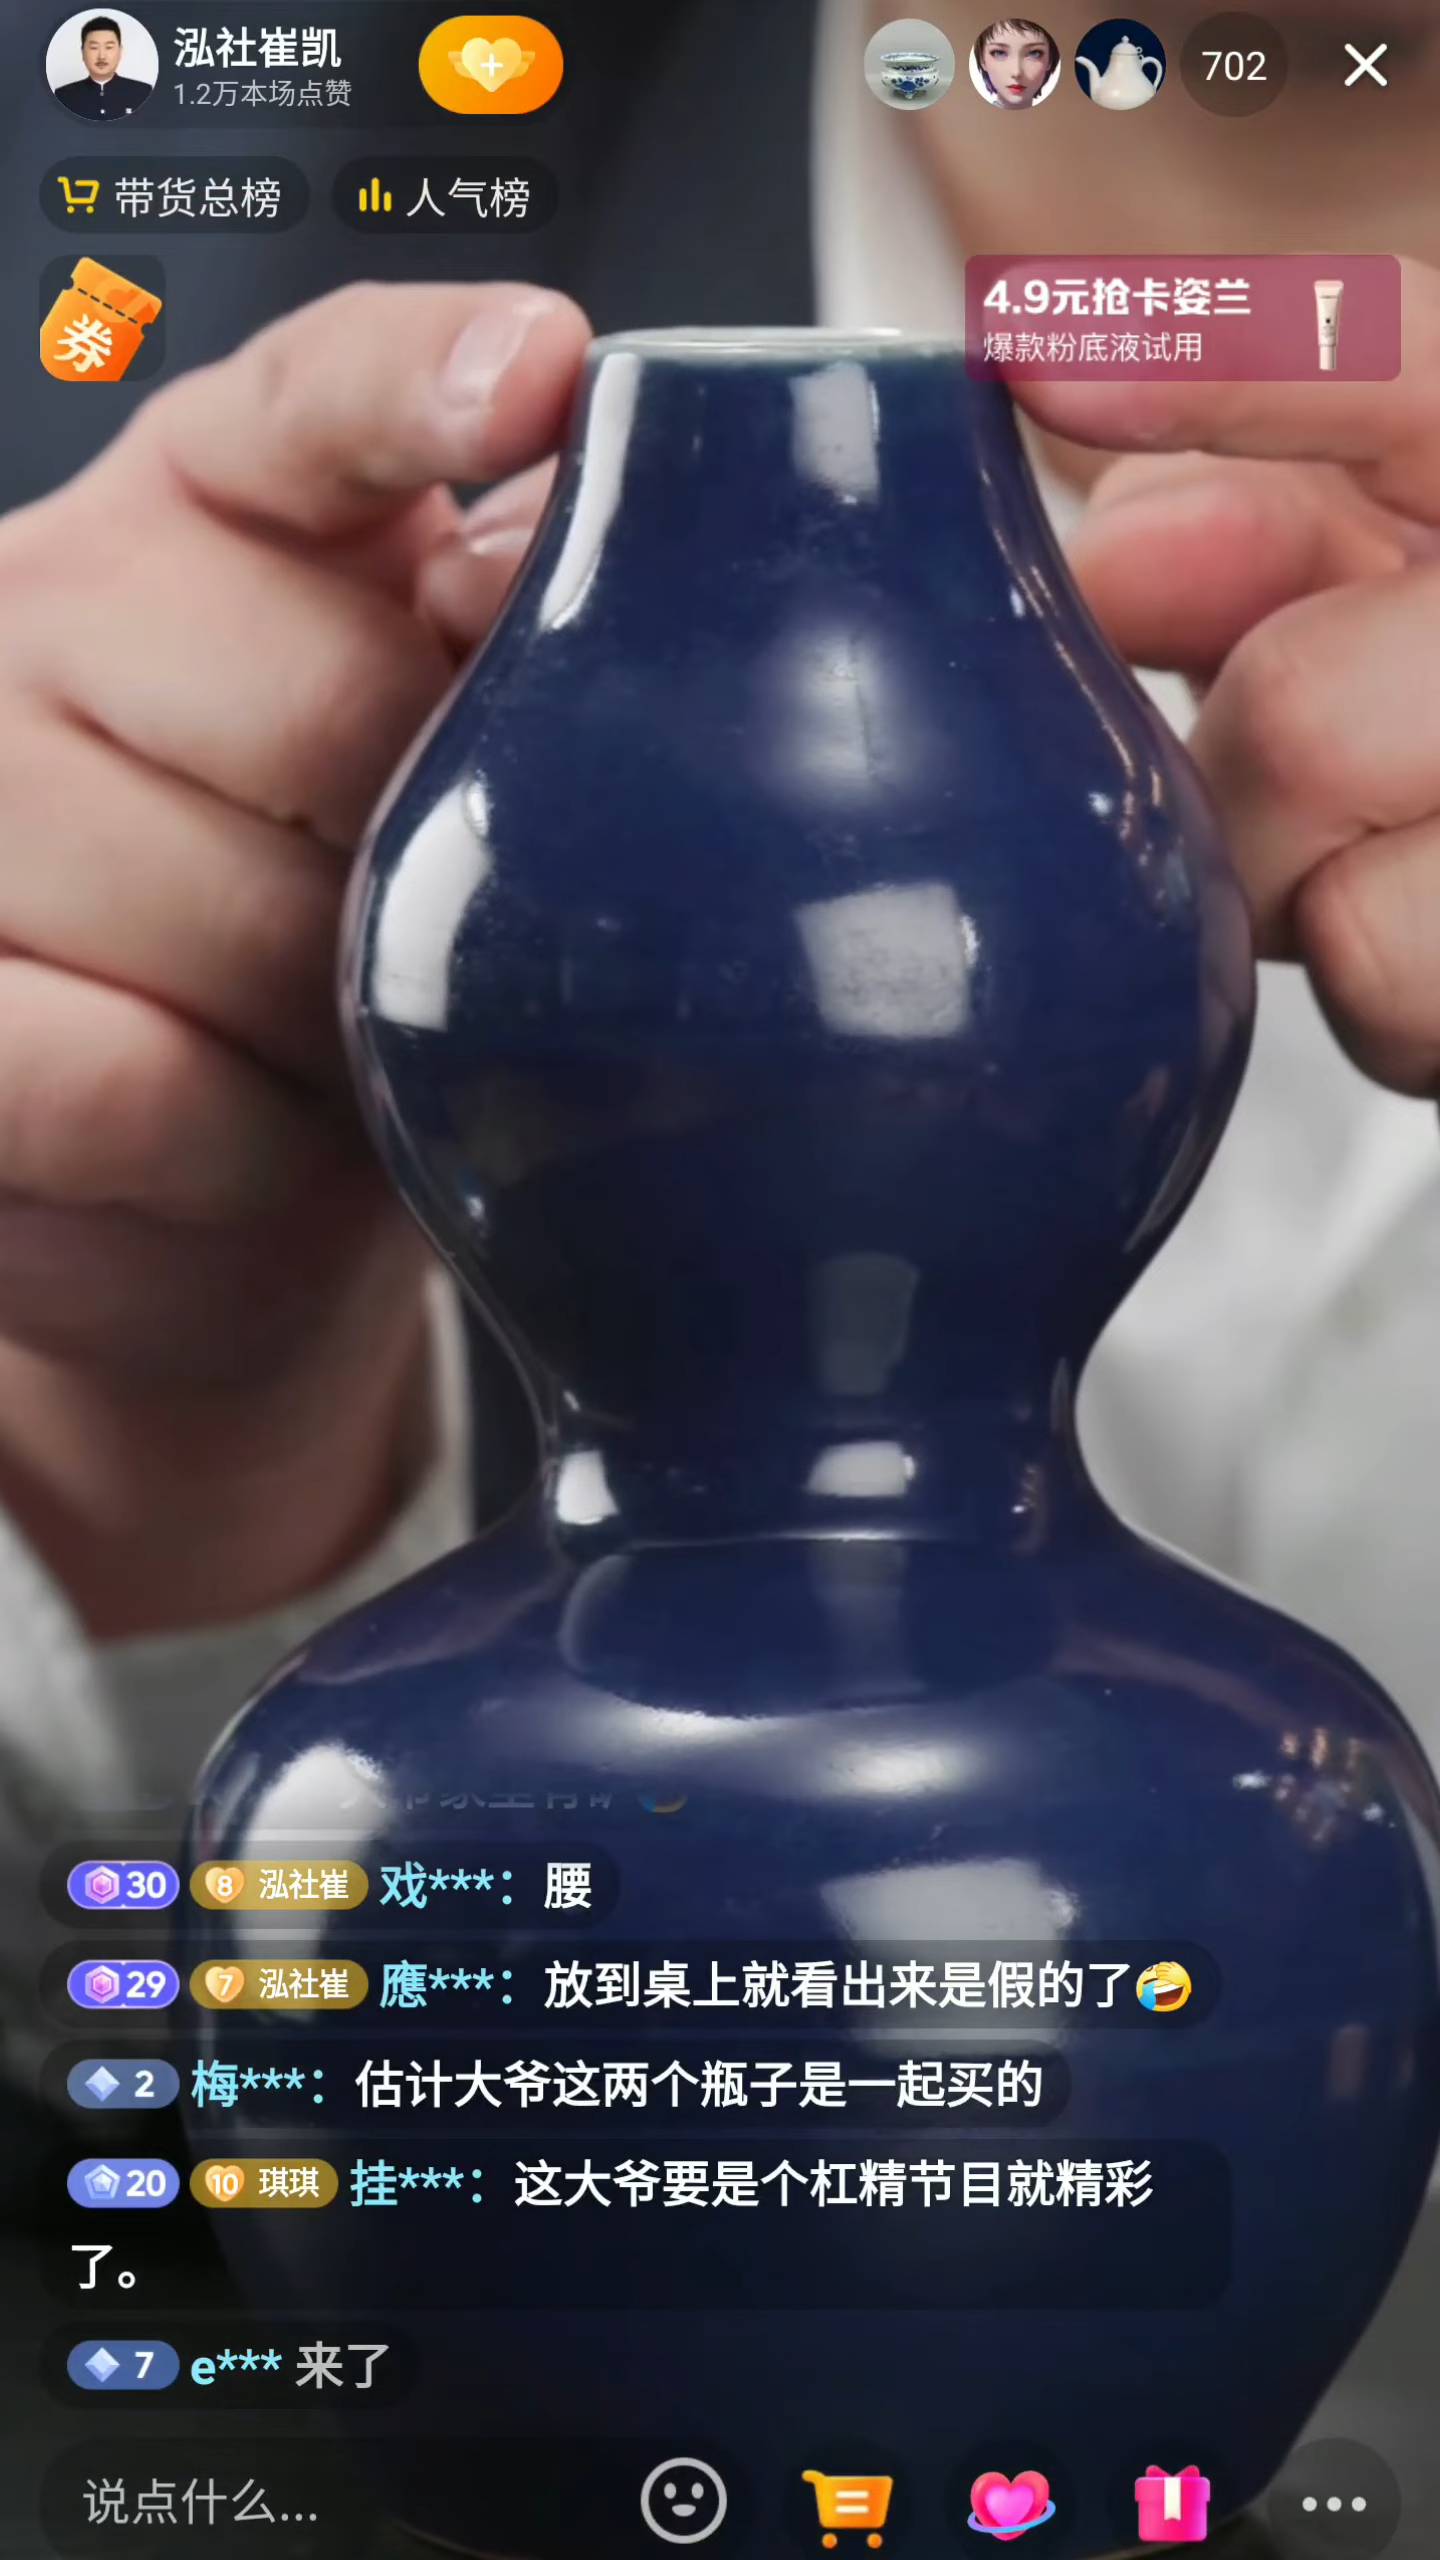 泓社崔凯
1.2万本场点赞
702
带货总榜
人气榜
券
4.9元抢卡姿兰
爆款粉底液试用
30 8 泓社崔 戏***：腰
29 7 泓社崔 應***：放到桌上就看出来是假的了🤣
2 梅***：估计大爷这两个瓶子是一起买的
20 10 琪琪 挂***：这大爷要是个杠精节目就精彩
了。
7 e*** 来了
说点什么...